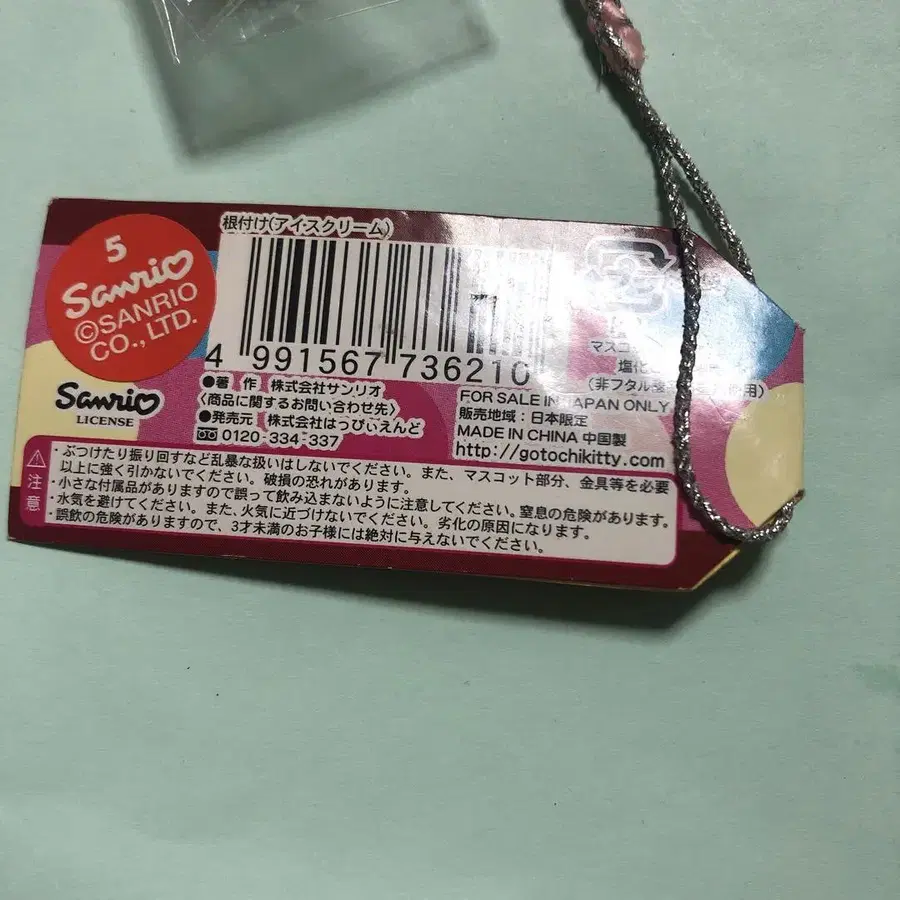 5
Sanrio
©SANRIO
CO., LTD.
Sanrio
LICENSE
根付け(アイスクリーム)
4 991567 736210
●著 作 株式会社サンリオ
〈商品に関するお問い合わせ先〉
●発売元 株式会社はっぴぃえんど
0120-334-337
マスコ
塩化
(非フタル 使用)
FOR SALE IN JAPAN ONLY
販売地域:日本限定
MADE IN CHINA 中国製
http://gotochikitty.com
注意
・ぶつけたり振り回すなど乱暴な扱いはしないでください。また、マスコット部分、金具等を必要
以上に強く引かないでください。破損の恐れがあります。
・小さな付属品がありますので誤って飲み込まないように注意してください。窒息の危険があります。
・水気を避けてください。また、火気に近づけないでください。劣化の原因になります。
・誤飲の危険がありますので、3才未満のお子様には絶対に与えないでください。